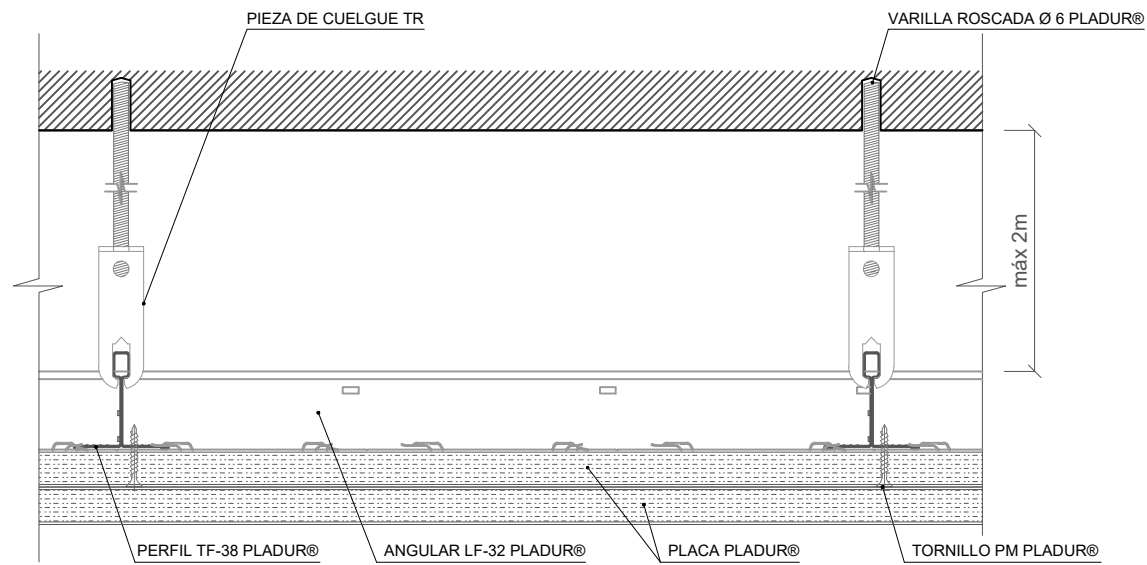 PIEZA DE CUELGUE TR
VARILLA ROSCADA Ø 6 PLADUR®
máx 2m
PERFIL TF-38 PLADUR®
ANGULAR LF-32 PLADUR®
PLACA PLADUR®
TORNILLO PM PLADUR®